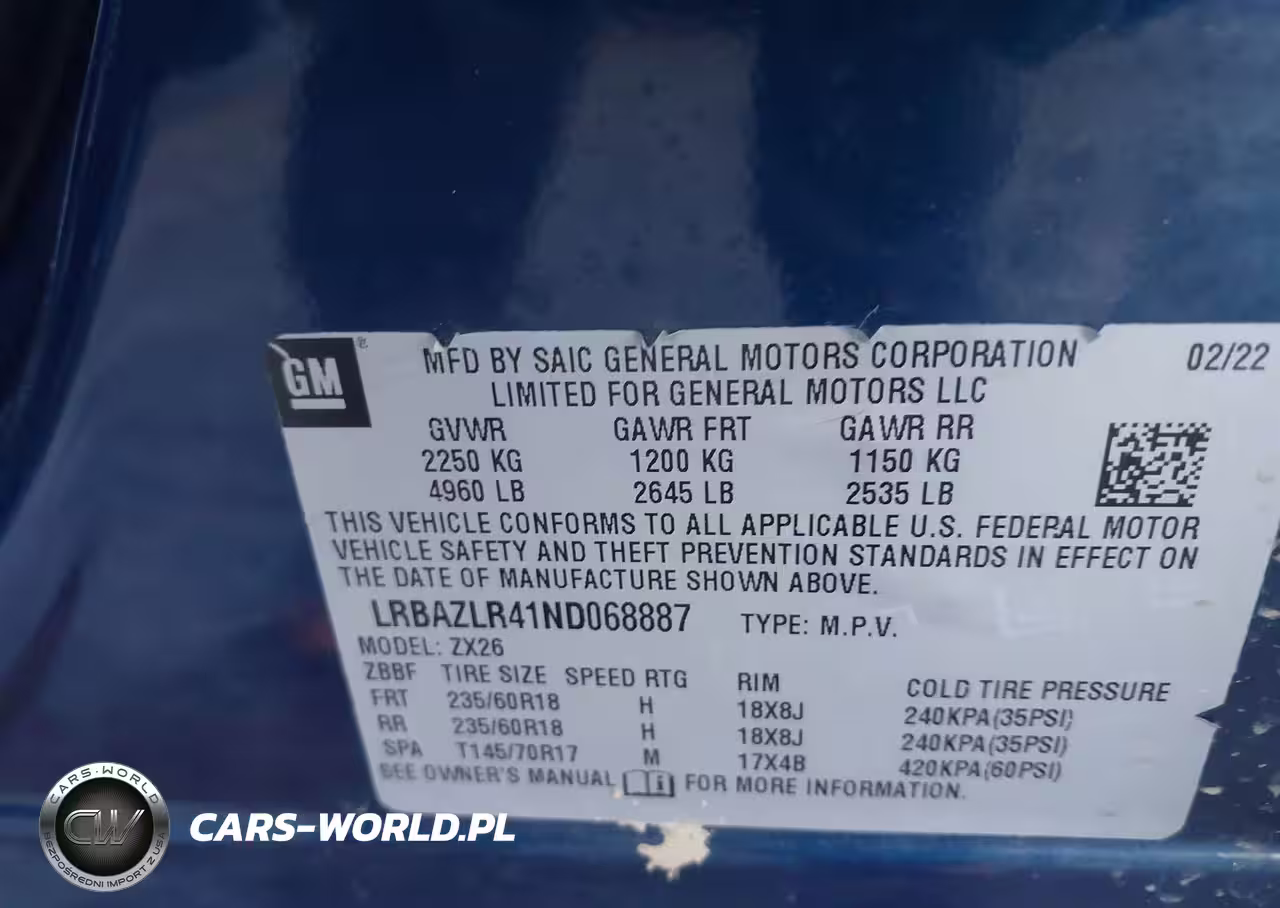 GM
®
MFD BY SAIC GENERAL MOTORS CORPORATION 02/22
LIMITED FOR GENERAL MOTORS LLC
GVWR GAWR FRT GAWR RR
2250 KG 1200 KG 1150 KG
4960 LB 2645 LB 2535 LB
THIS VEHICLE CONFORMS TO ALL APPLICABLE U.S. FEDERAL MOTOR
VEHICLE SAFETY AND THEFT PREVENTION STANDARDS IN EFFECT ON
THE DATE OF MANUFACTURE SHOWN ABOVE.
LRBAZLR41ND068887 TYPE: M.P.V.
MODEL: ZX26
ZBBF TIRE SIZE SPEED RTG RIM COLD TIRE PRESSURE
FRT 235/60R18 H 18X8J 240KPA(35PSI)
RR 235/60R18 H 18X8J 240KPA(35PSI)
SPA T145/70R17 M 17X4B 420KPA(60PSI)
SEE OWNER'S MANUAL i FOR MORE INFORMATION.
CARS-WORLD
CW
BEZPOŚREDNI IMPORT Z USA
CARS-WORLD.PL